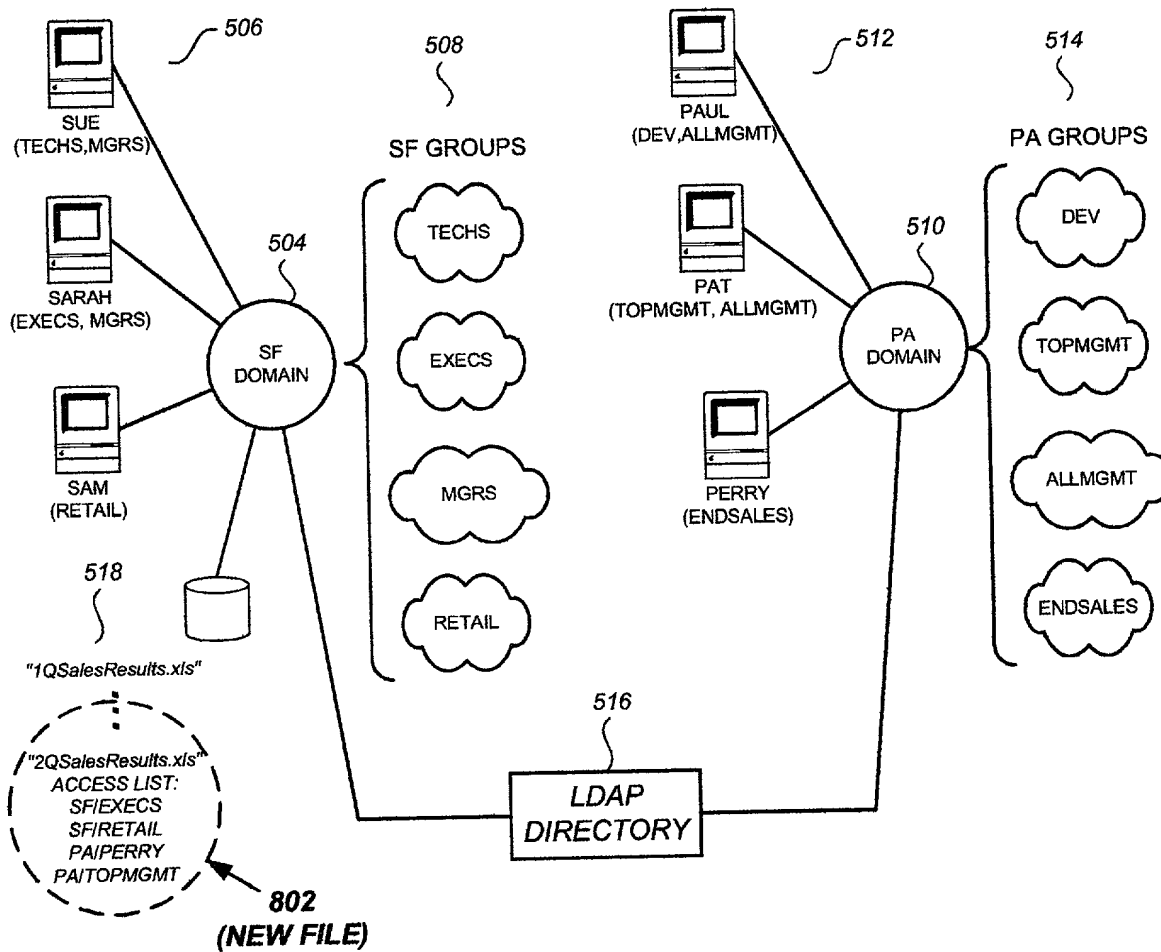 506
508
512
514
SUE
(TECHS,MGRS)
SF GROUPS
PAUL
(DEV,ALLMGMT)
PA GROUPS
TECHS
DEV
504
510
SARAH
(EXECS, MGRS)
PAT
(TOPMGMT, ALLMGMT)
SF
DOMAIN
EXECS
PA
DOMAIN
TOPMGMT
SAM
(RETAIL)
MGRS
PERRY
(ENDSALES)
ALLMGMT
518
RETAIL
ENDSALES
"1QSalesResults.xls"
516
"2QSalesResults.xls"
ACCESS LIST:
SF/EXECS
SF/RETAIL
PA/PERRY
PA/TOPMGMT
LDAP
DIRECTORY
802
(NEW FILE)